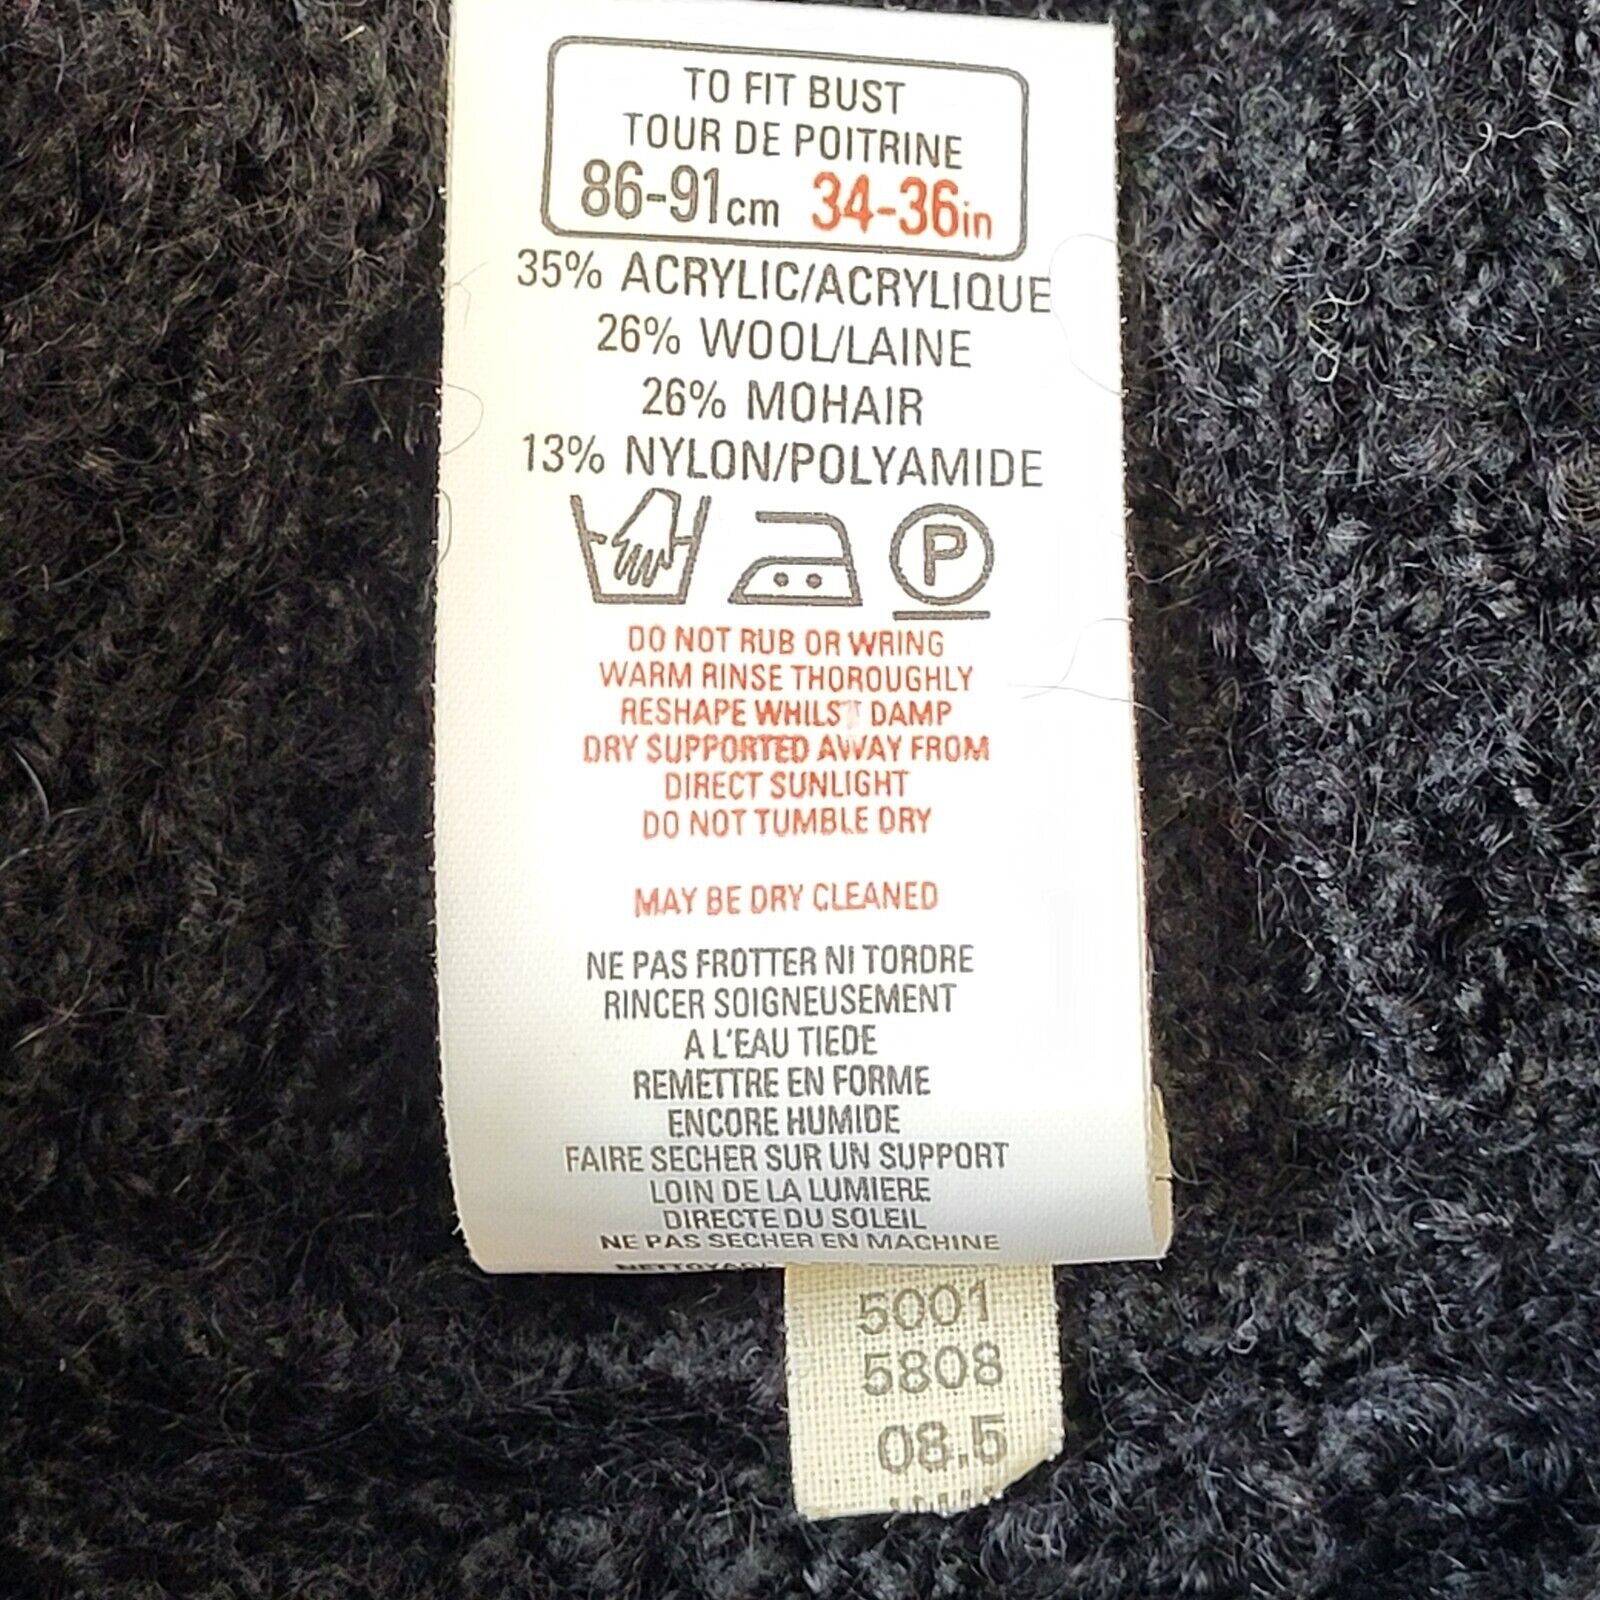 TO FIT BUST
TOUR DE POITRINE
86-91cm 34-36in
35% ACRYLIC/ACRYLIQUE
26% WOOL/LAINE
26% MOHAIR
13% NYLON/POLYAMIDE
P
DO NOT RUB OR WRING
WARM RINSE THOROUGHLY
RESHAPE WHILST DAMP
DRY SUPPORTED AWAY FROM
DIRECT SUNLIGHT
DO NOT TUMBLE DRY
MAY BE DRY CLEANED
NE PAS FROTTER NI TORDRE
RINCER SOIGNEUSEMENT
A L'EAU TIEDE
REMETTRE EN FORME
ENCORE HUMIDE
FAIRE SECHER SUR UN SUPPORT
LOIN DE LA LUMIERE
DIRECTE DU SOLEIL
NE PAS SECHER EN MACHINE
5001
5808
08.5